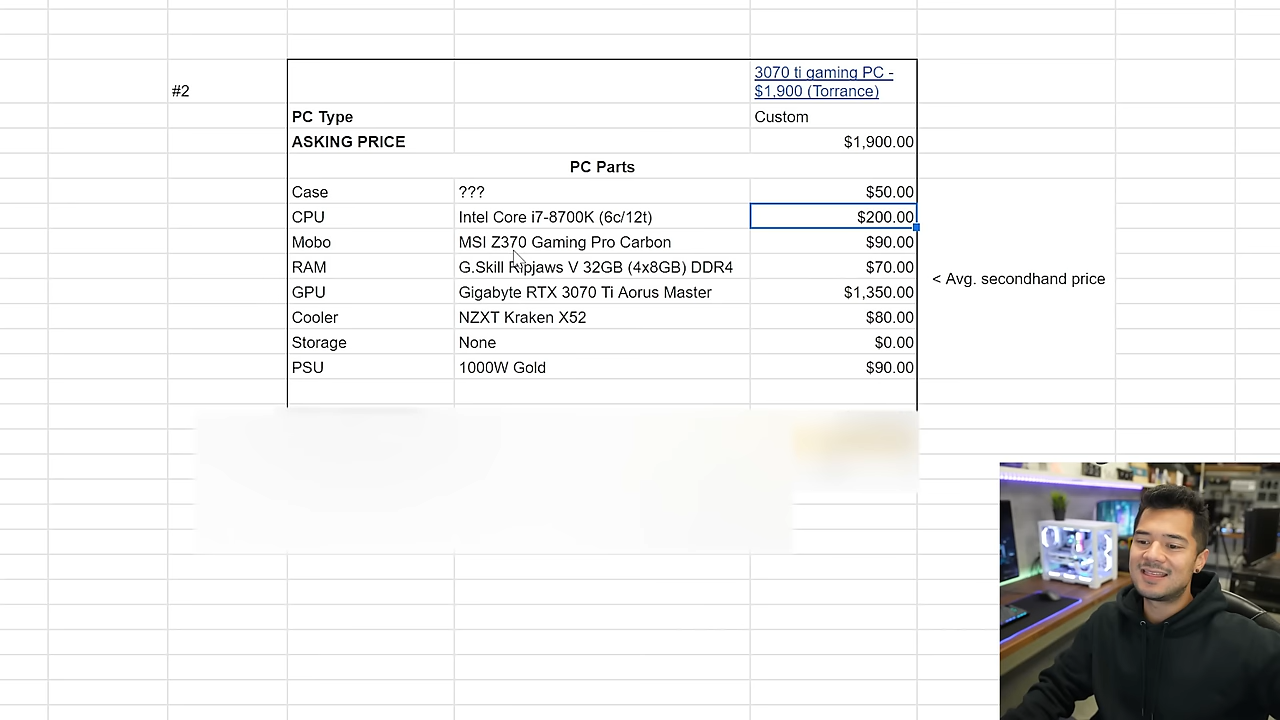 3070 ti gaming PC -
#2 $1,900 (Torrance)
PC Type Custom
ASKING PRICE $1,900.00
PC Parts
Case ??? $50.00
CPU Intel Core i7-8700K (6c/12t) $200.00
Mobo MSI Z370 Gaming Pro Carbon $90.00
RAM G.Skill Ripjaws V 32GB (4x8GB) DDR4 $70.00
< Avg. secondhand price
GPU Gigabyte RTX 3070 Ti Aorus Master $1,350.00
Cooler NZXT Kraken X52 $80.00
Storage None $0.00
PSU 1000W Gold $90.00